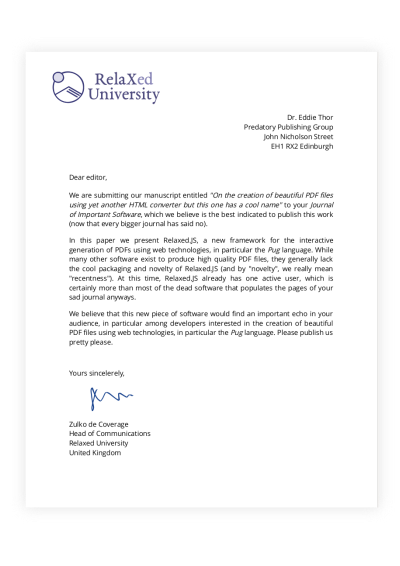 RelaXed
University
Dr. Eddie Thor
Predatory Publishing Group
John Nicholson Street
EH1 RX2 Edinburgh
Dear editor,
We are submitting our manuscript entitled "On the creation of beautiful PDF files
using yet another HTML converter but this one has a cool name" to your Journal
of Important Software, which we believe is the best indicated to publish this work
(now that every bigger journal has said no).
In this paper we present Relaxed.JS, a new framework for the interactive
generation of PDFs using web technologies, in particular the Pug language. While
many other software exist to produce high quality PDF files, they generally lack
the cool packaging and novelty of Relaxed.JS (and by "novelty", we really mean
"recentness"). At this time, Relaxed.JS already has one active user, which is
certainly more than most of the dead software that populates the pages of your
sad journal anyways.
We believe that this new piece of software would find an important echo in your
audience, in particular among developers interested in the creation of beautiful
PDF files using web technologies, in particular the Pug language. Please publish us
pretty please.
Yours sincelerely,
Zulko de Coverage
Head of Communications
Relaxed University
United Kingdom